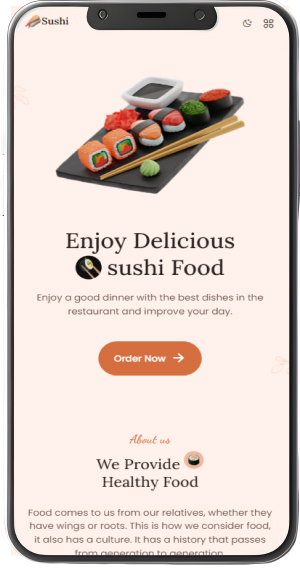 Sushi
Enjoy Delicious
sushi Food
Enjoy a good dinner with the best dishes in the
restaurant and improve your day.
Order Now
About us
We Provide
Healthy Food
Food comes to us from our relatives, whether they
have wings or roots. This is how we consider food,
it also has a culture. It has a history that passes
from generation to generation